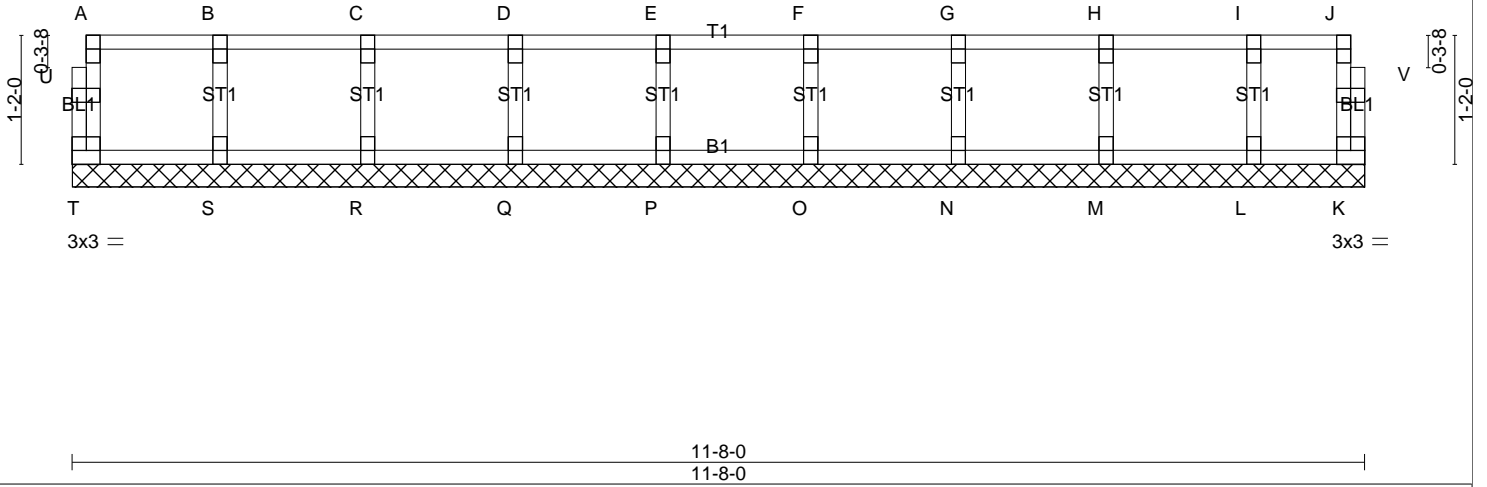 A B C D E F G H I J
T1
0-3-8 0-3-8
U V
1-2-0 BL1 ST1 ST1 ST1 ST1 ST1 ST1 ST1 ST1 BL1 1-2-0
B1
T S R Q P O N M L K
3x3 = 3x3 =
11-8-0
11-8-0